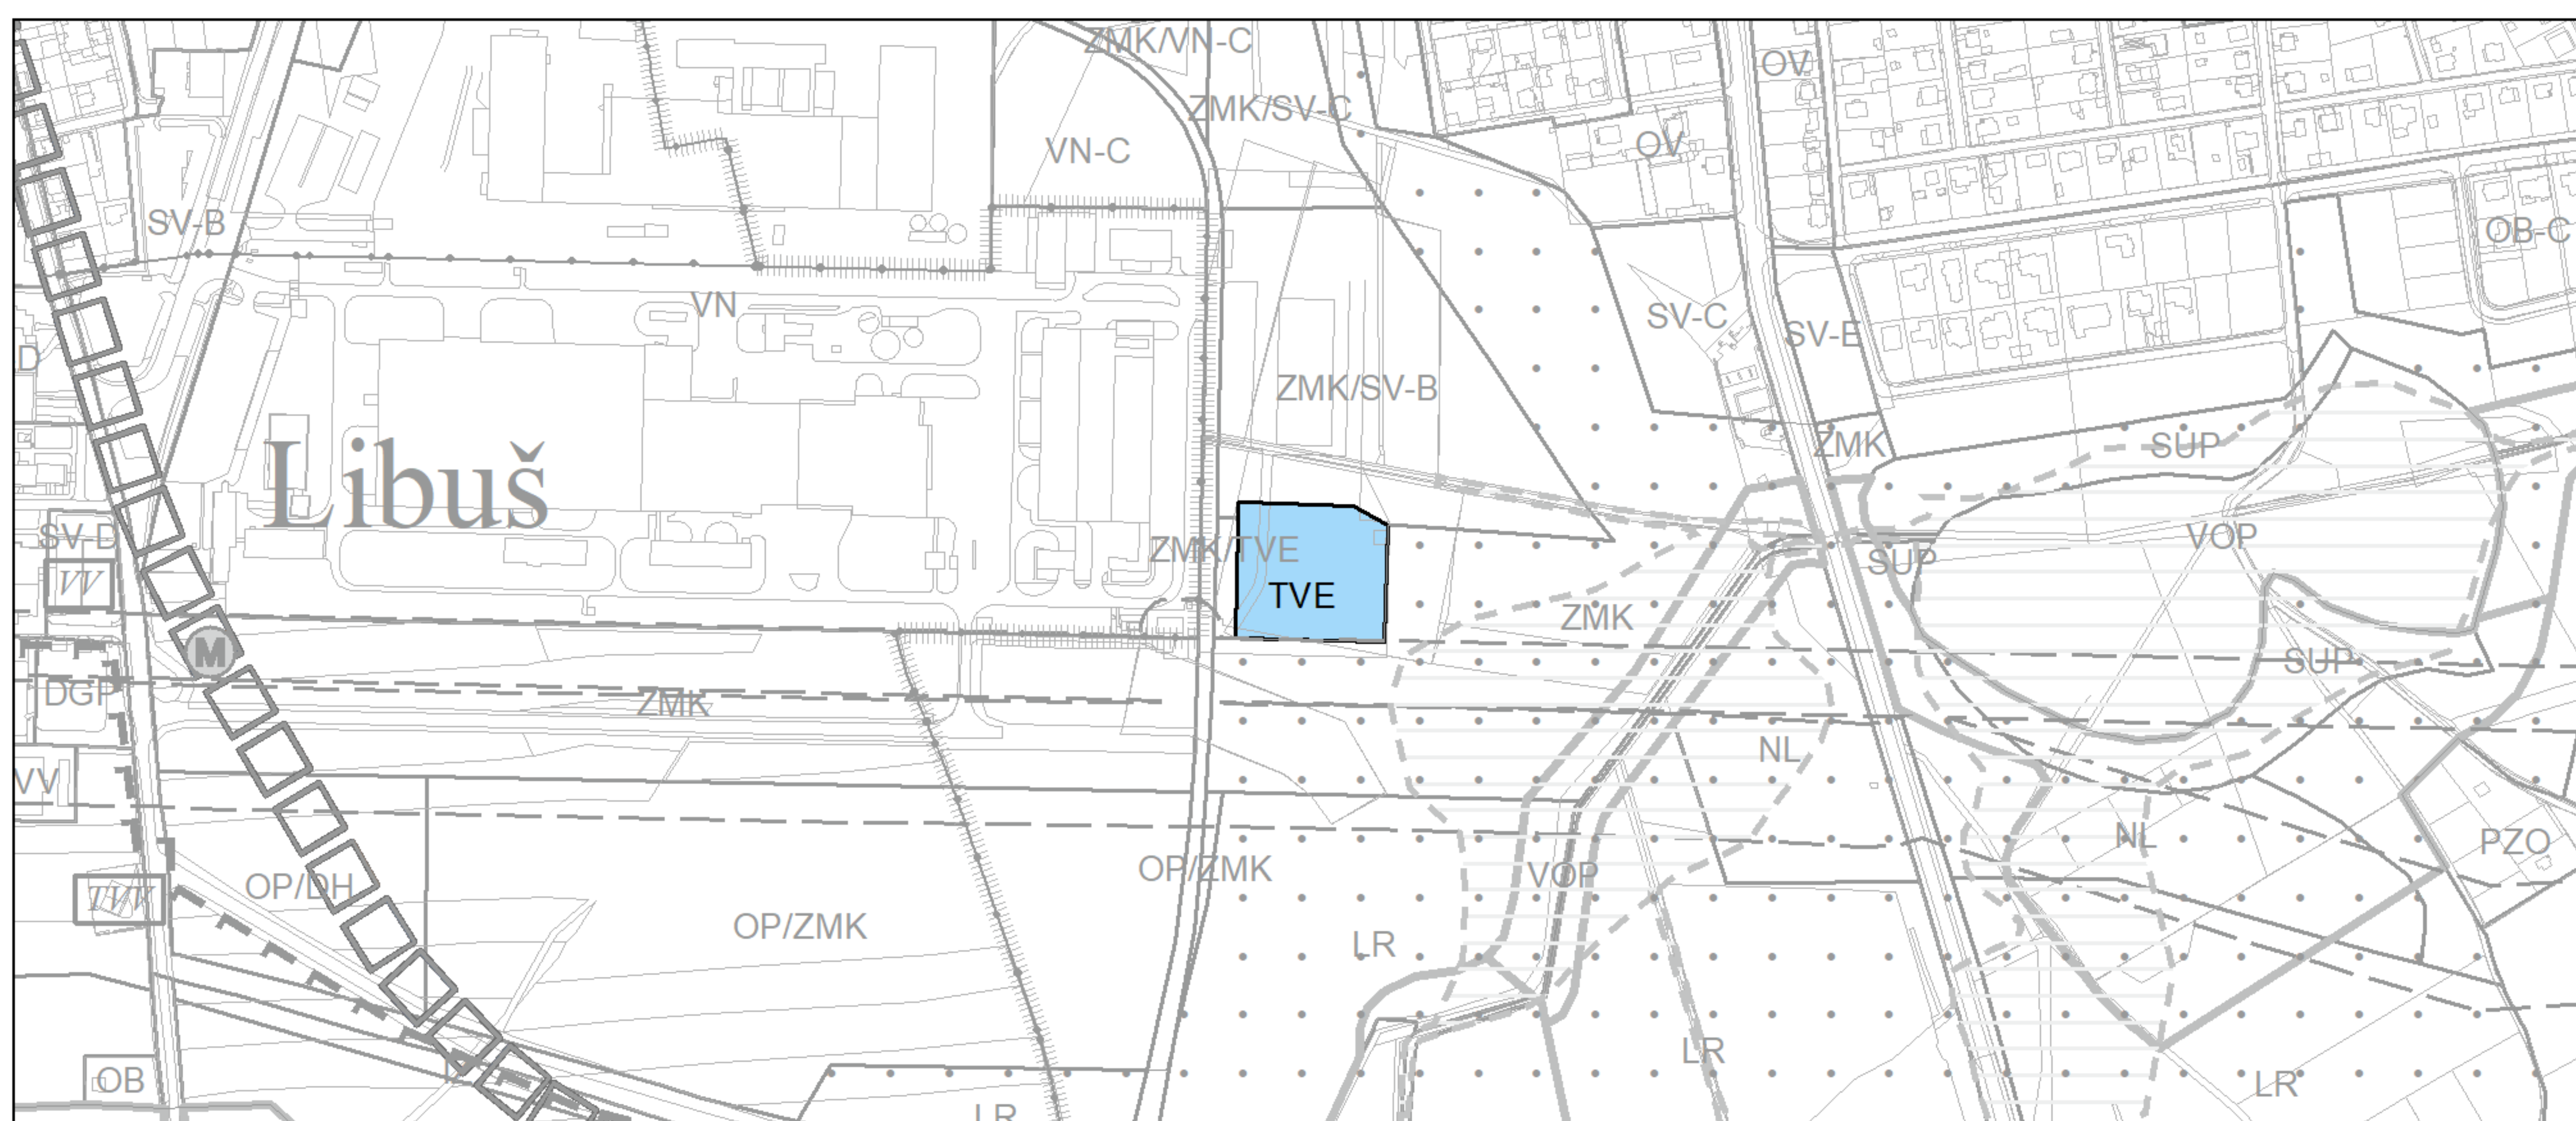 ZMK/VN-C
OV
ZMK/SV-C
OV
VN-C
SV-B
OB-C
VN
SV-C
SV-E
D
ZMK/SV-B
ZMK
SUP
Libuš
SV-D
ZMK/TVE
VOP
SUP
VV
TVE
ZMK
M
SUP
DGP
ZMK
NL
VV
NL
PZO
OP/ZMK
VOP
OP/DH
TVV
OP/ZMK
LR
LR
OB
LR
LR